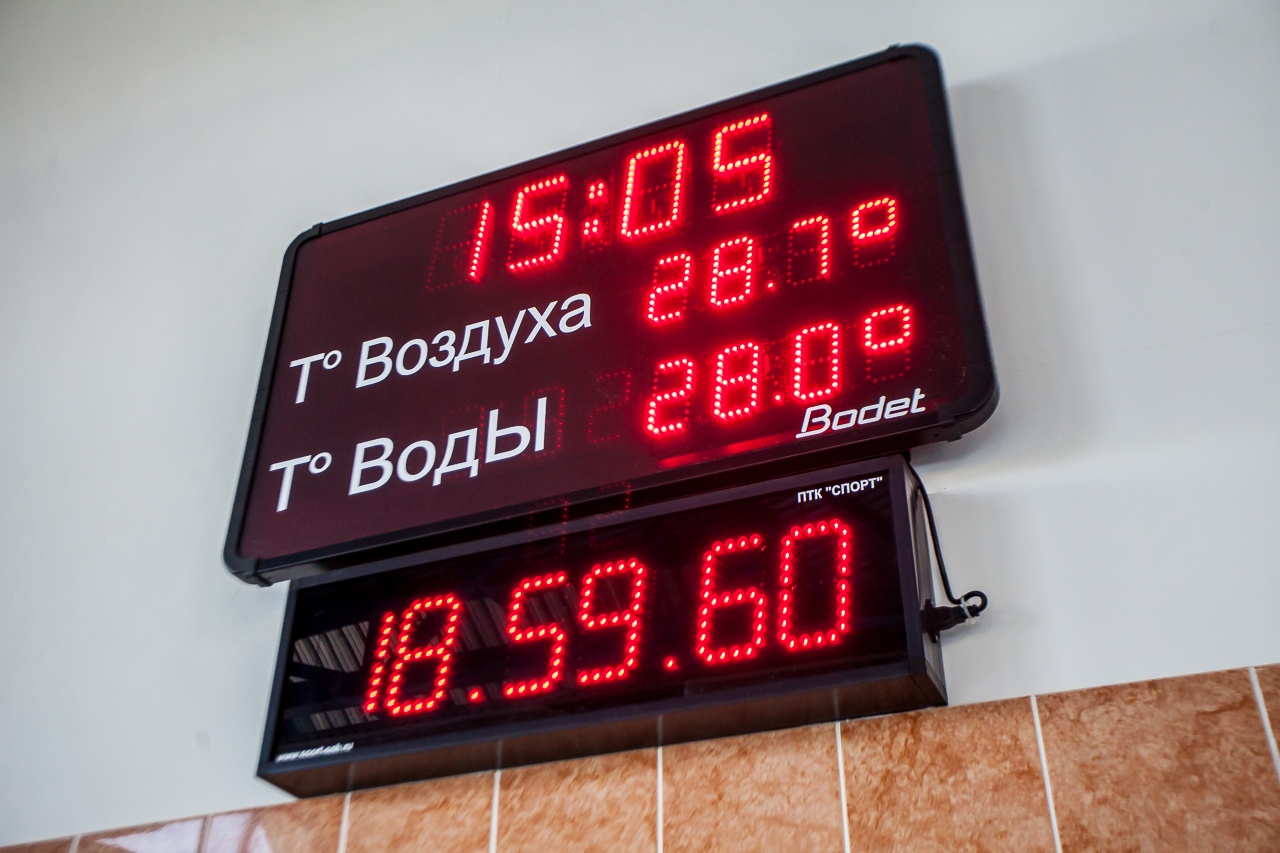 15:05
T° Воздуха 28.7°
T° ВодЫ 28.0°
Bodet
ПТК "СПОРТ"
18.59.60